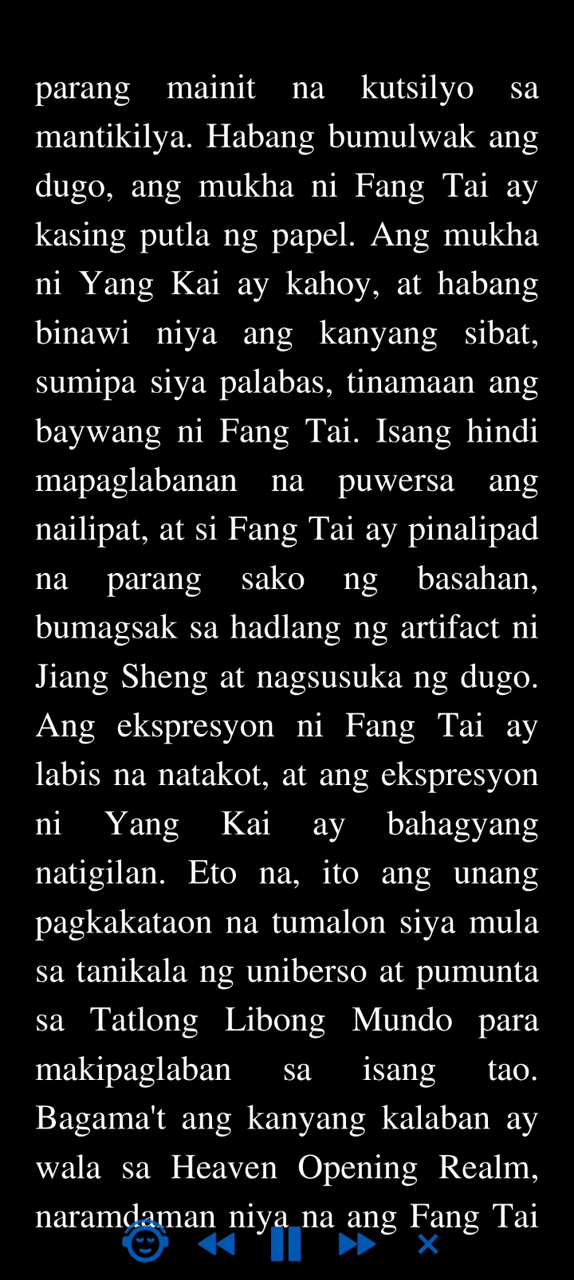 parang mainit na kutsilyo sa
mantikilya. Habang bumulwak ang
dugo, ang mukha ni Fang Tai ay
kasing putla ng papel. Ang mukha
ni Yang Kai ay kahoy, at habang
binawi niya ang kanyang sibat,
sumipa siya palabas, tinamaan ang
baywang ni Fang Tai. Isang hindi
mapaglabanan na puwersa ang
nailipat, at si Fang Tai ay pinalipad
na parang sako ng basahan,
bumagsak sa hadlang ng artifact ni
Jiang Sheng at nagsusuka ng dugo.
Ang ekspresyon ni Fang Tai ay
labis na natakot, at ang ekspresyon
ni Yang Kai ay bahagyang
natigilan. Eto na, ito ang unang
pagkakataon na tumalon siya mula
sa tanikala ng uniberso at pumunta
sa Tatlong Libong Mundo para
makipaglaban sa isang tao.
Bagama't ang kanyang kalaban ay
wala sa Heaven Opening Realm,
naramdaman niya na ang Fang Tai